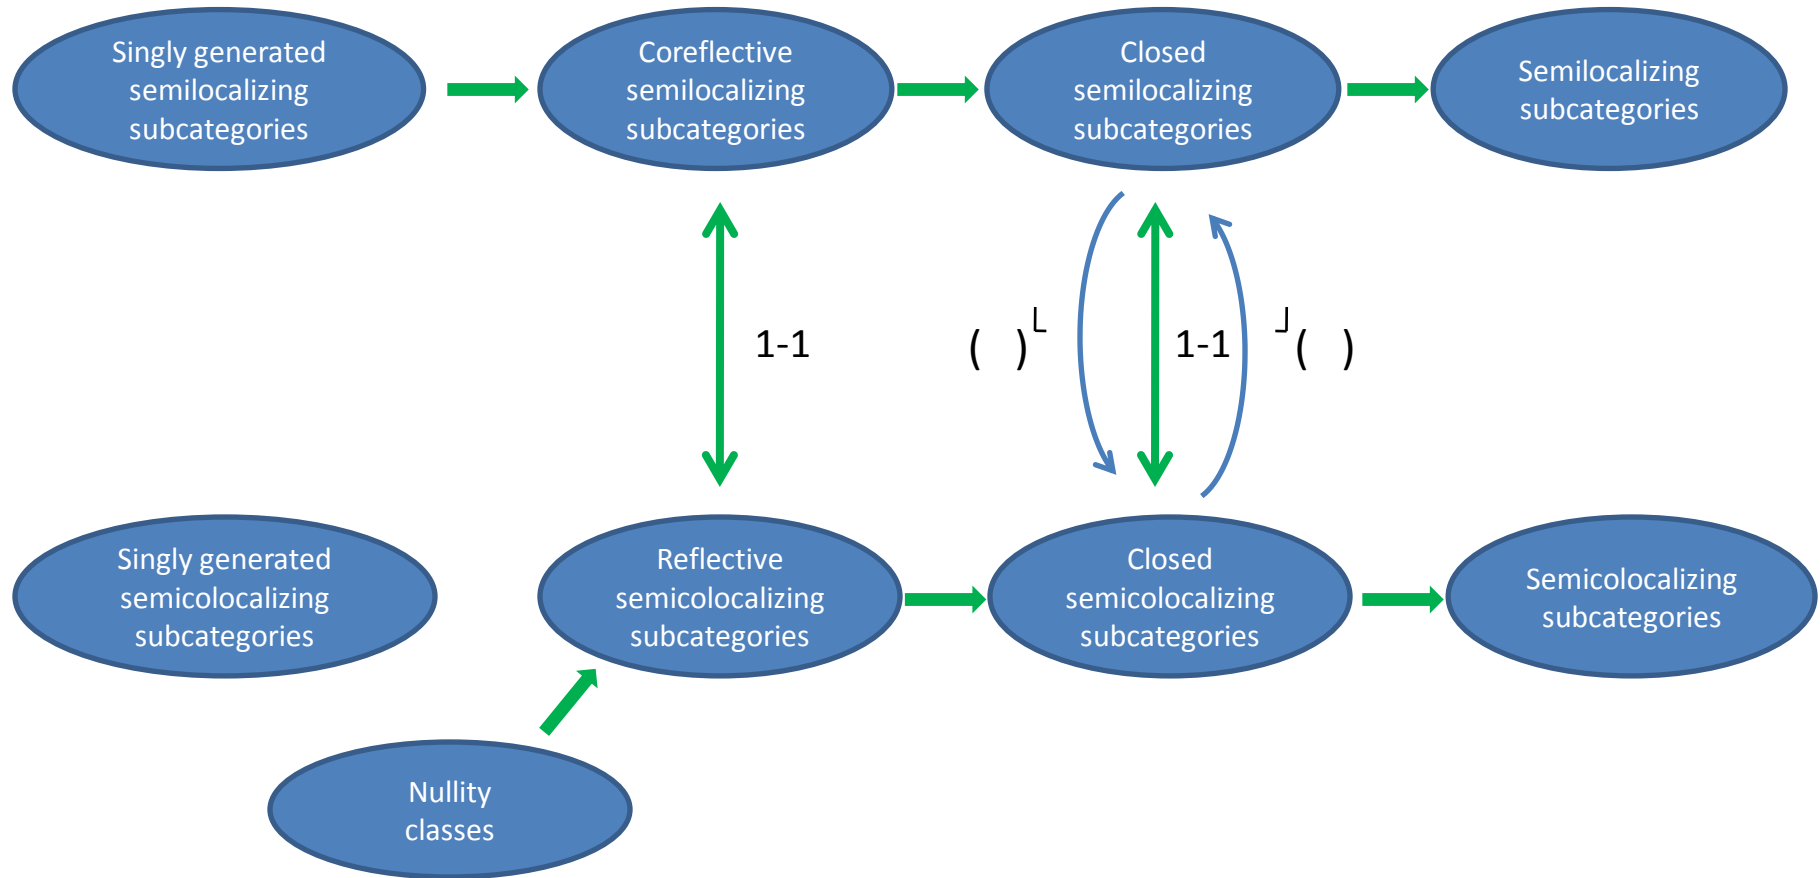 Singly generated
semilocalizing
subcategories
Coreflective
semilocalizing
subcategories
Closed
semilocalizing
subcategories
Semilocalizing
subcategories
1-1
( )└
1-1
┘( )
Singly generated
semicolocalizing
subcategories
Reflective
semicolocalizing
subcategories
Closed
semicolocalizing
subcategories
Semicolocalizing
subcategories
Nullity
classes